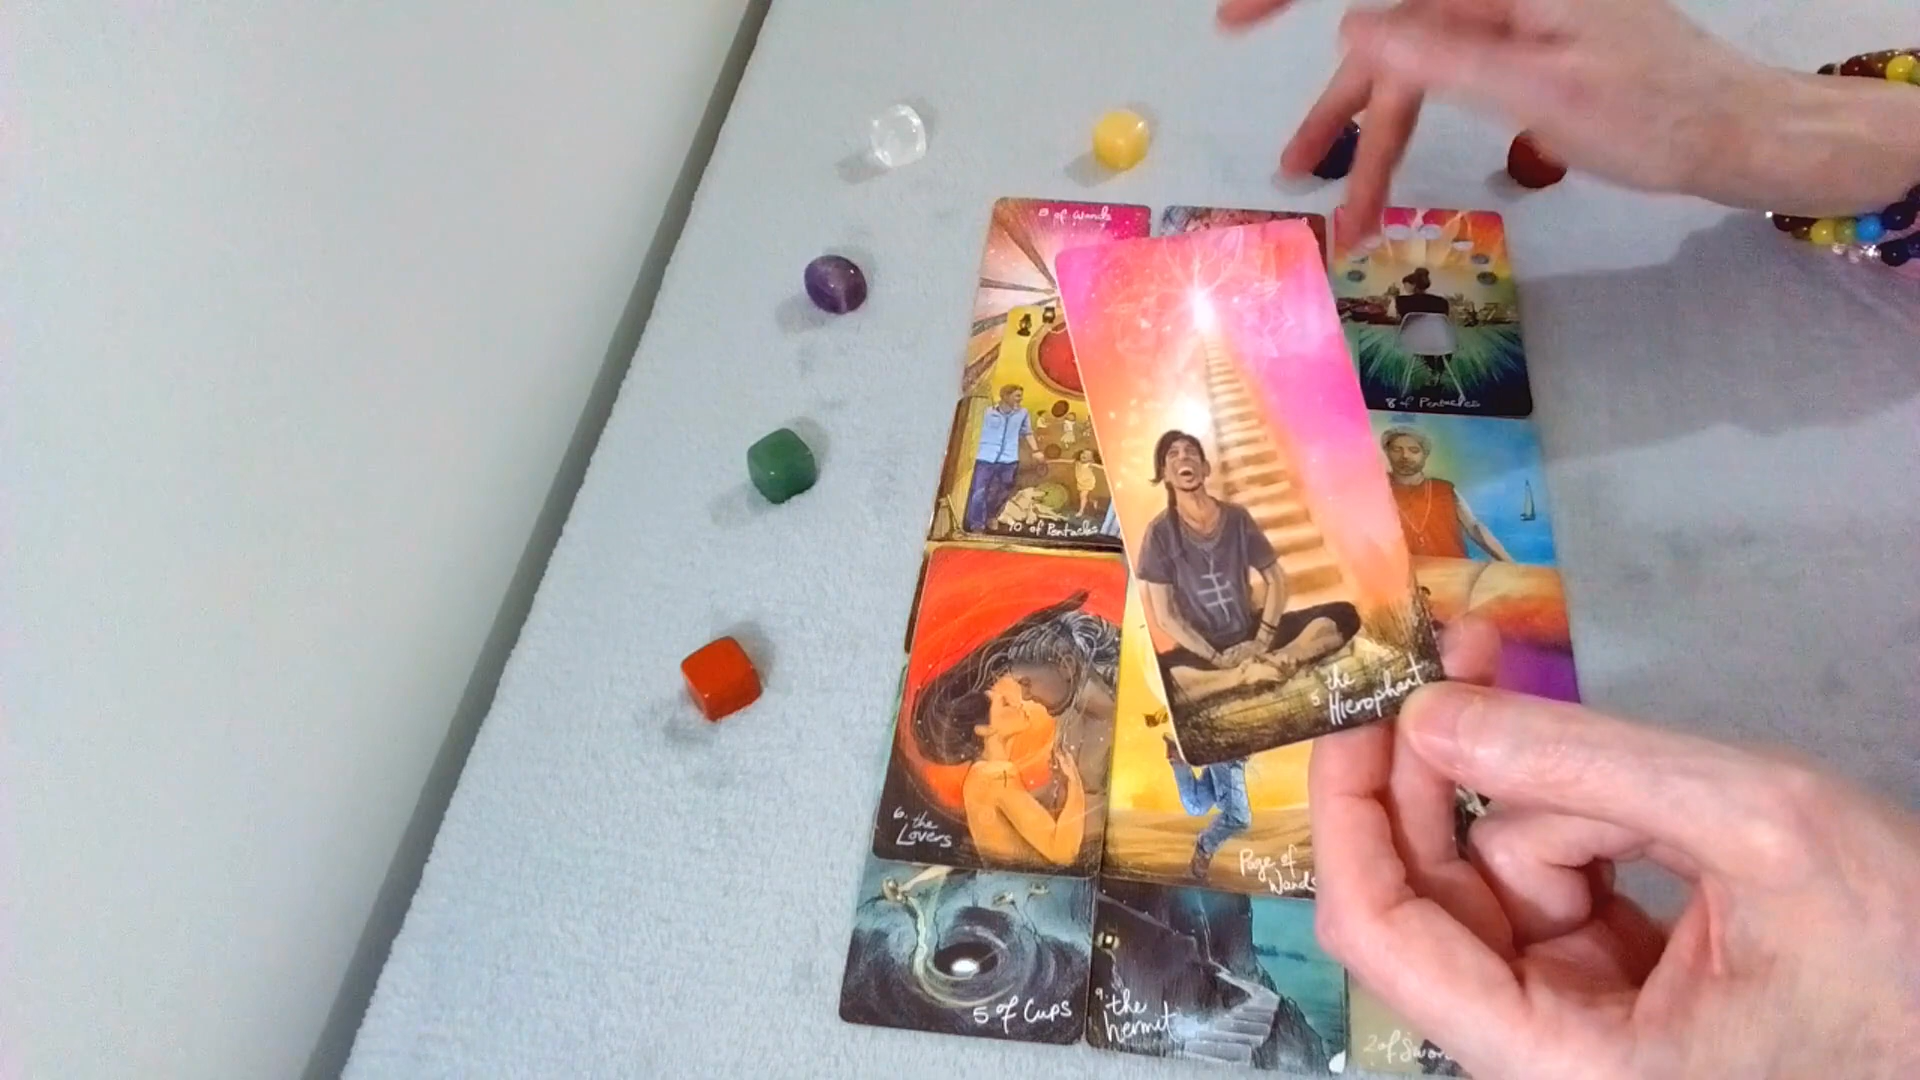 8 of Wands
8 of Pentacles
10 of Pentacles
5 the
Hierophant
6. the
Lovers
Page of
Wands
5 of Cups
9. the
hermit
2 of Swor